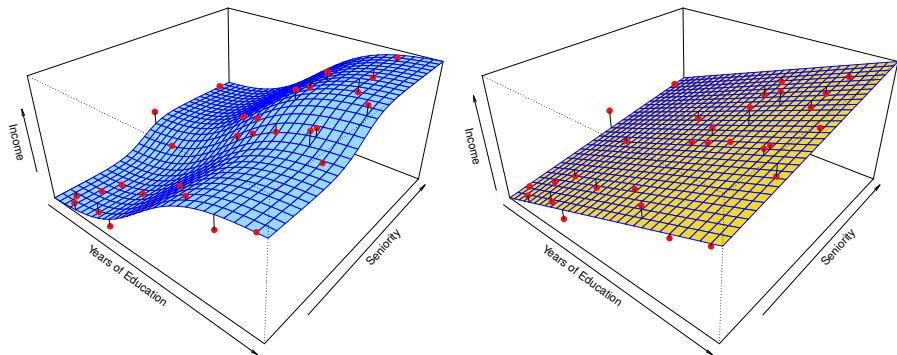 Income
Years of Education
Seniority
Income
Years of Education
Seniority